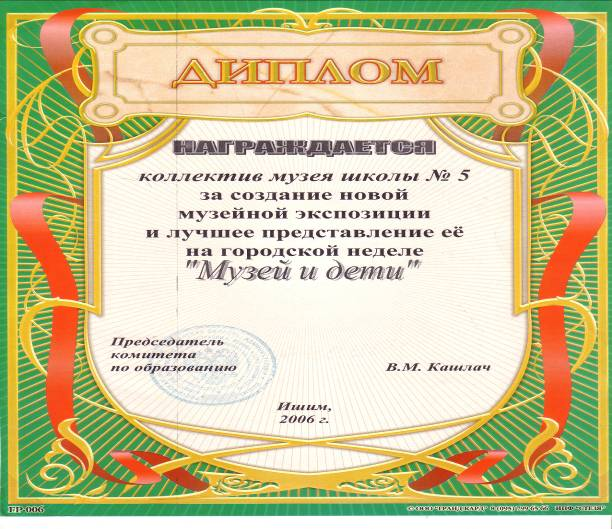 ДИПЛОМ
НАГРАЖДАЕТСЯ
коллектив музея школы № 5
за создание новой
музейной экспозиции
и лучшее представление её
на городской неделе
"Музей и дети"
Председатель
комитета
по образованию
В.М. Кашлач
Ишим,
2006 г.
ГР-006